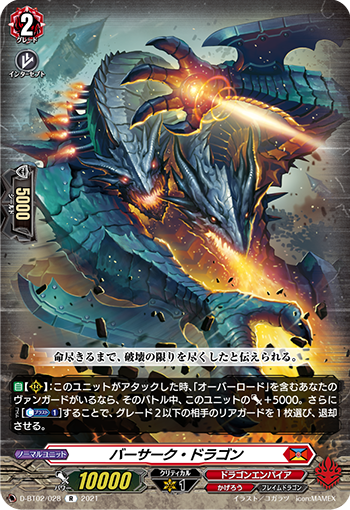 2
グレード
インターセプト
5000
シールド
命尽きるまで、破壊の限りを尽くしたと伝えられる。
自【R】:このユニットがアタックした時、「オーバーロード」を含むあなたの
ヴァンガードがいるなら、そのバトル中、このユニットの+5000。さらに
[ブラスト 1]することで、グレード2以下の相手のリアガードを1枚選び、退却
させる。
ノーマルユニット
バーサーク・ドラゴン
パワー 10000
クリティカル
1
ドラゴンエンパイア
かげろう
フレイムドラゴン
D-BT02-028 R 2021
イラスト/コガラツ icon:MAMEX